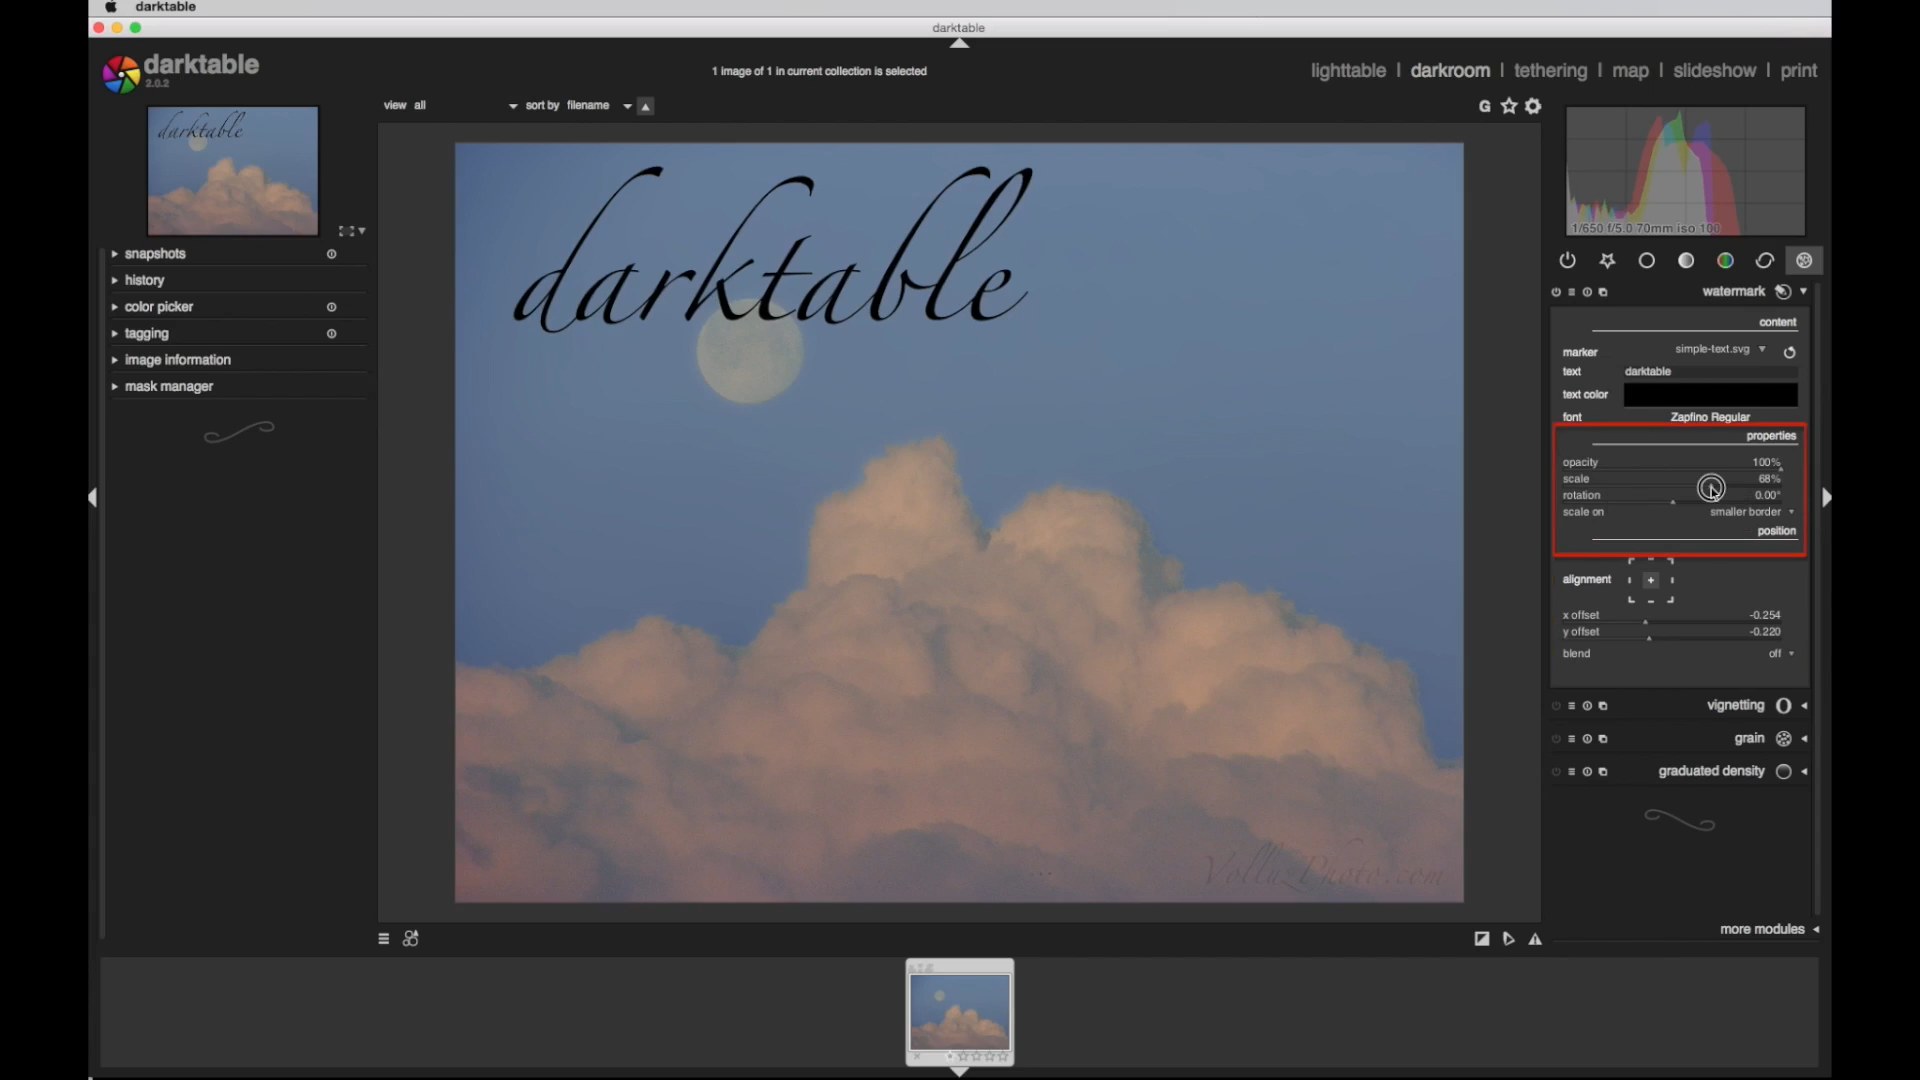 darktable
darktable
darktable
2.0.2
1 image of 1 in current collection is selected
lighttable | darkroom | tethering | map | slideshow | print
view all sort by filename
G
darktable
snapshots
history
color picker
tagging
image information
mask manager
darktable
VolluzPhoto.com
1/650 f/5.0 70mm iso 100
watermark
content
marker simple-text.svg
text darktable
text color
font Zapfino Regular
properties
opacity 100%
scale 68%
rotation 0.00°
scale on smaller border
position
alignment
x offset -0.254
y offset -0.220
blend off
vignetting
grain
graduated density
more modules